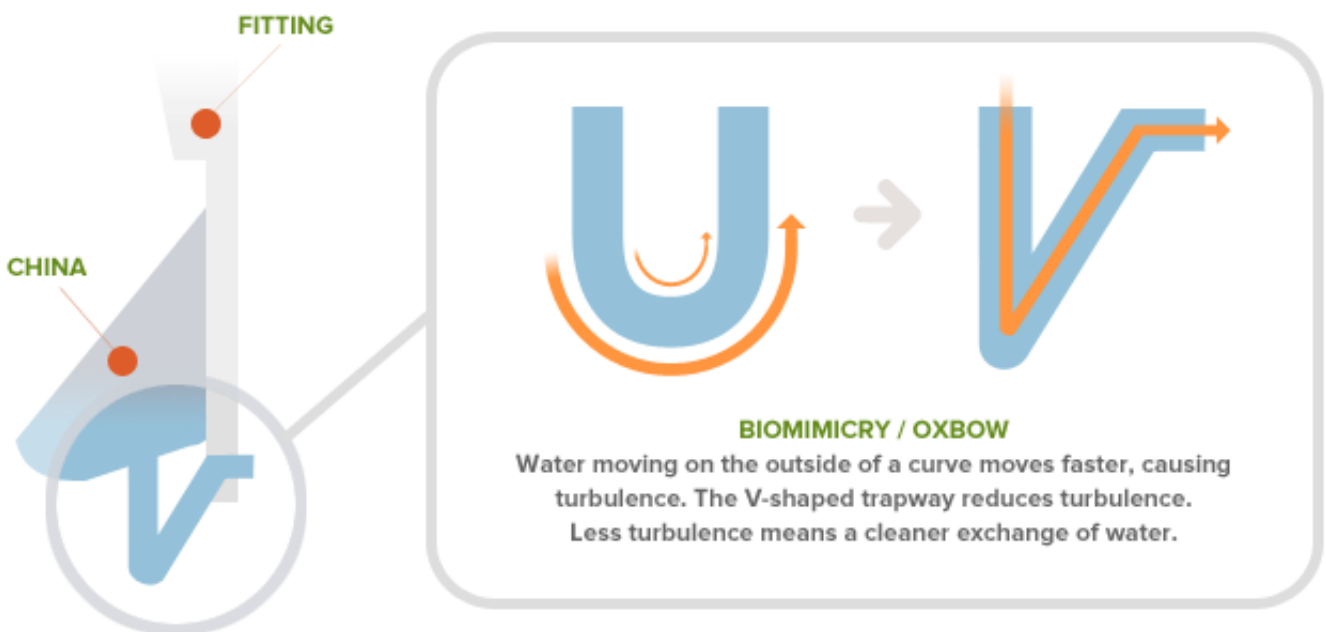 FITTING
CHINA
BIOMIMICRY / OXBOW
Water moving on the outside of a curve moves faster, causing
turbulence. The V-shaped trapway reduces turbulence.
Less turbulence means a cleaner exchange of water.